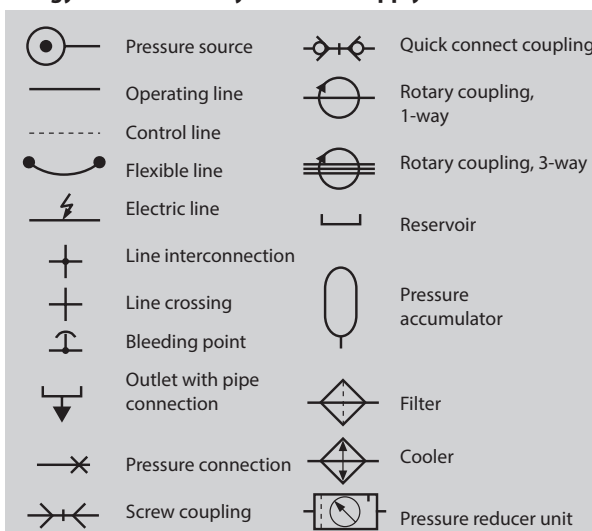 Pressure source
Operating line
Control line
Flexible line
Electric line
Line interconnection
Line crossing
Bleeding point
Outlet with pipe
connection
Pressure connection
Screw coupling
Quick connect coupling
Rotary coupling,
1-way
Rotary coupling, 3-way
Reservoir
Pressure
accumulator
Filter
Cooler
Pressure reducer unit